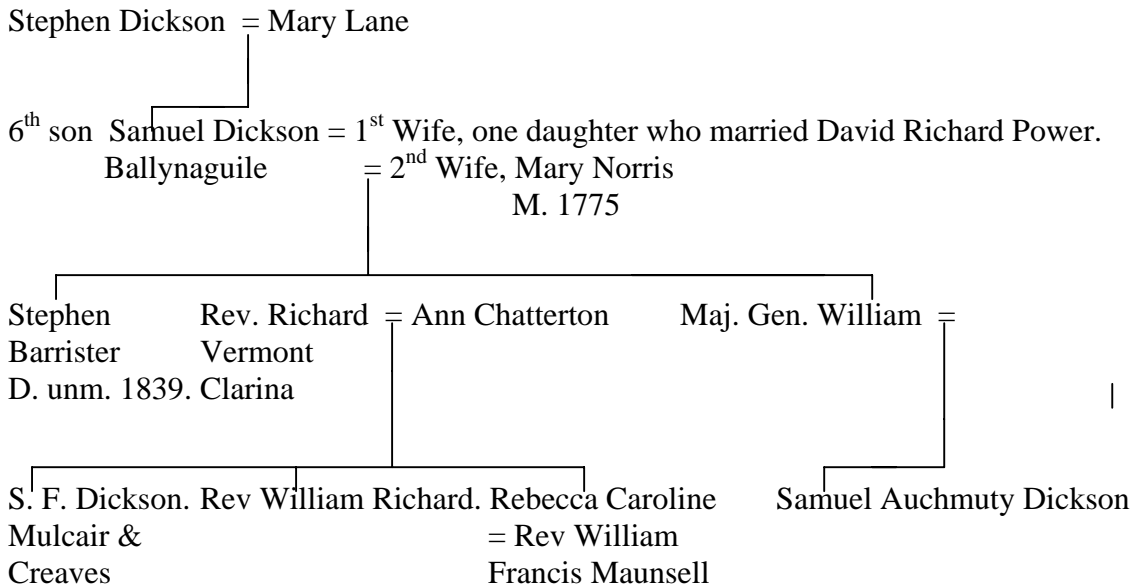 Stephen Dickson = Mary Lane
6th son Samuel Dickson = 1st Wife, one daughter who married David Richard Power.
Ballynaguile = 2nd Wife, Mary Norris
M. 1775
Stephen Rev. Richard = Ann Chatterton Maj. Gen. William =
Barrister Vermont
D. unm. 1839. Clarina
S. F. Dickson. Rev William Richard. Rebecca Caroline Samuel Auchmuty Dickson
Mulcair & = Rev William
Creaves Francis Maunsell